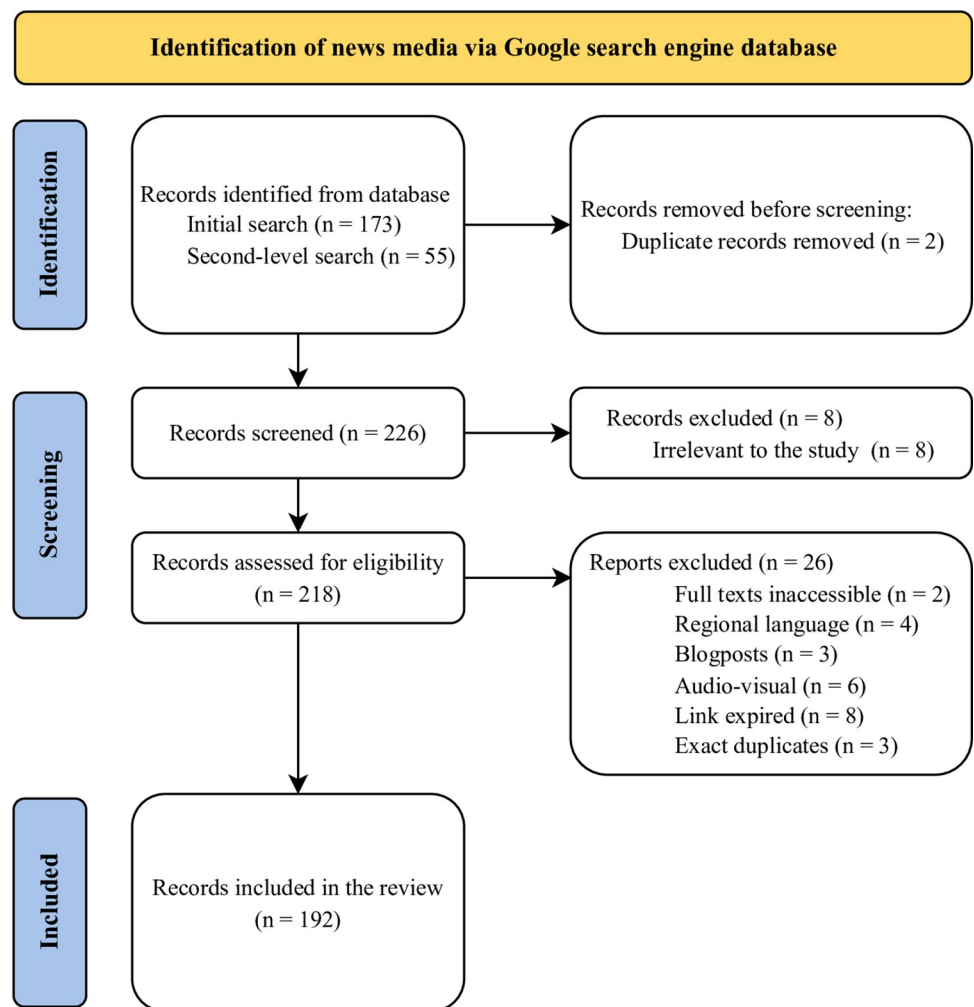 Identification of news media via Google search engine database
Identification
Records identified from database
Initial search (n = 173)
Second-level search (n = 55)
Records removed before screening:
Duplicate records removed (n = 2)
Screening
Records screened (n = 226)
Records excluded (n = 8)
Irrelevant to the study (n = 8)
Records assessed for eligibility
(n = 218)
Reports excluded (n = 26)
Full texts inaccessible (n = 2)
Regional language (n = 4)
Blogposts (n = 3)
Audio-visual (n = 6)
Link expired (n = 8)
Exact duplicates (n = 3)
Included
Records included in the review
(n = 192)